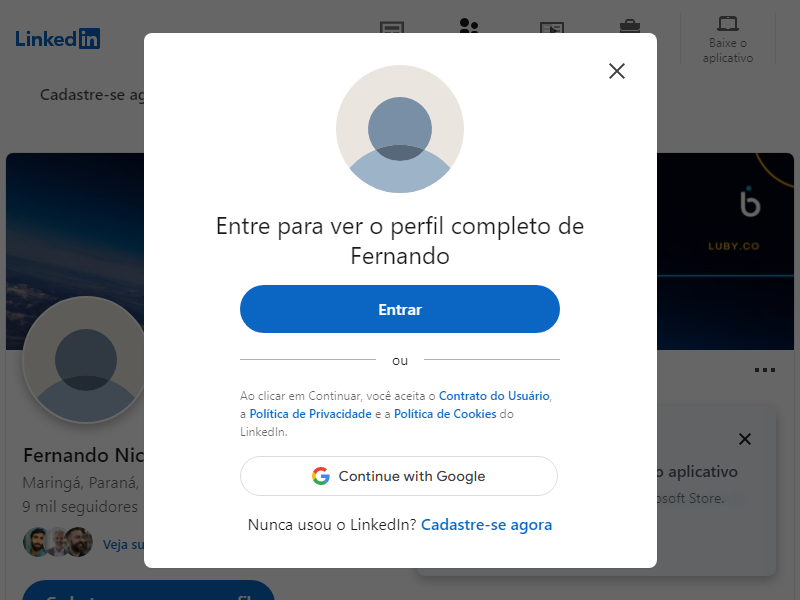 Linked in
Baixe o
aplicativo
Cadastre-se ag
LUBY.CO
Entre para ver o perfil completo de
Fernando
Entrar
ou
Ao clicar em Continuar, você aceita o Contrato do Usuário,
a Política de Privacidade e a Política de Cookies do
LinkedIn.
Continue with Google
Nunca usou o LinkedIn? Cadastre-se agora
Fernando Nic
Maringá, Paraná,
9 mil seguidores
Veja su
o aplicativo
osoft Store.